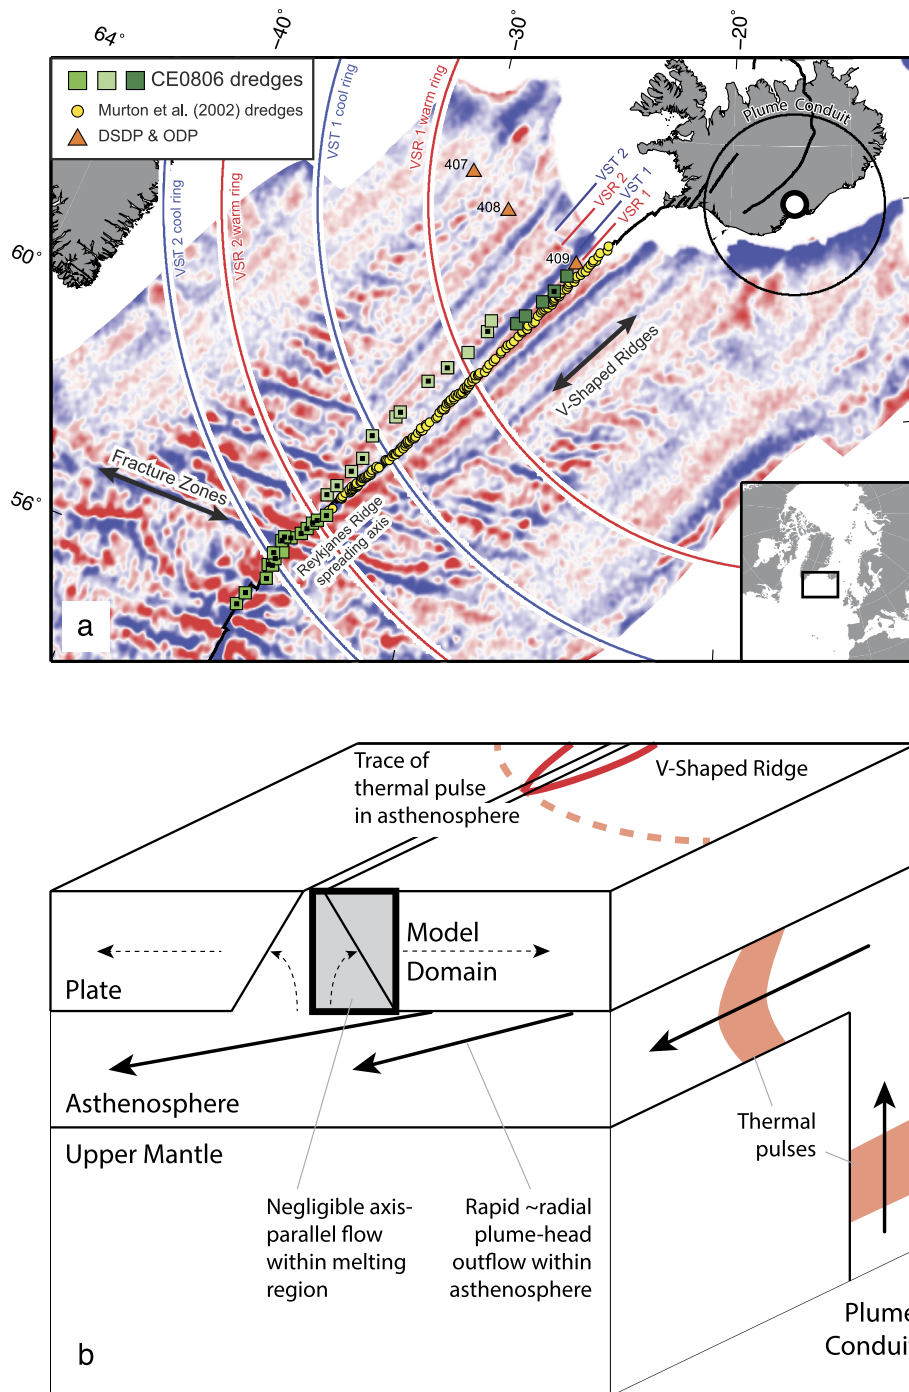 64°
−40°
−30°
−20°
CE0806 dredges
Murton et al. (2002) dredges
DSDP & ODP
VST 1 cool ring
VSR 1 warm ring
VST 2 cool ring
VSR 2 warm ring
Plume Conduit
407
408
409
VST 2
VSR 2
VST 1
VSR 1
60°
V-Shaped Ridges
Fracture Zones
56°
Reykjanes Ridge
spreading axis
a
Trace of
thermal pulse
in asthenosphere
V-Shaped Ridge
Model
Domain
Plate
Asthenosphere
Upper Mantle
Thermal
pulses
Negligible axis-
parallel flow
within melting
region
Rapid ~radial
plume-head
outflow within
asthenosphere
Plume
Conduit
b